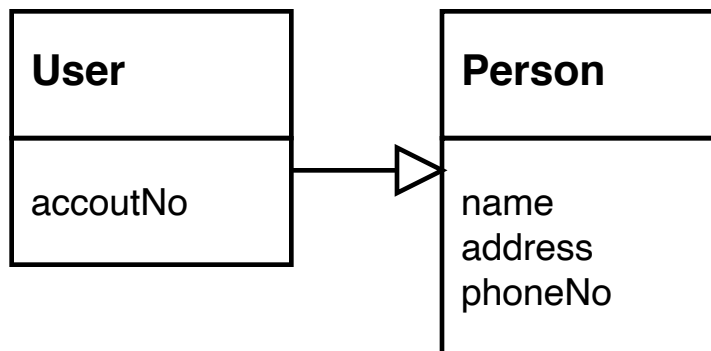 User
accoutNo
Person
name
address
phoneNo